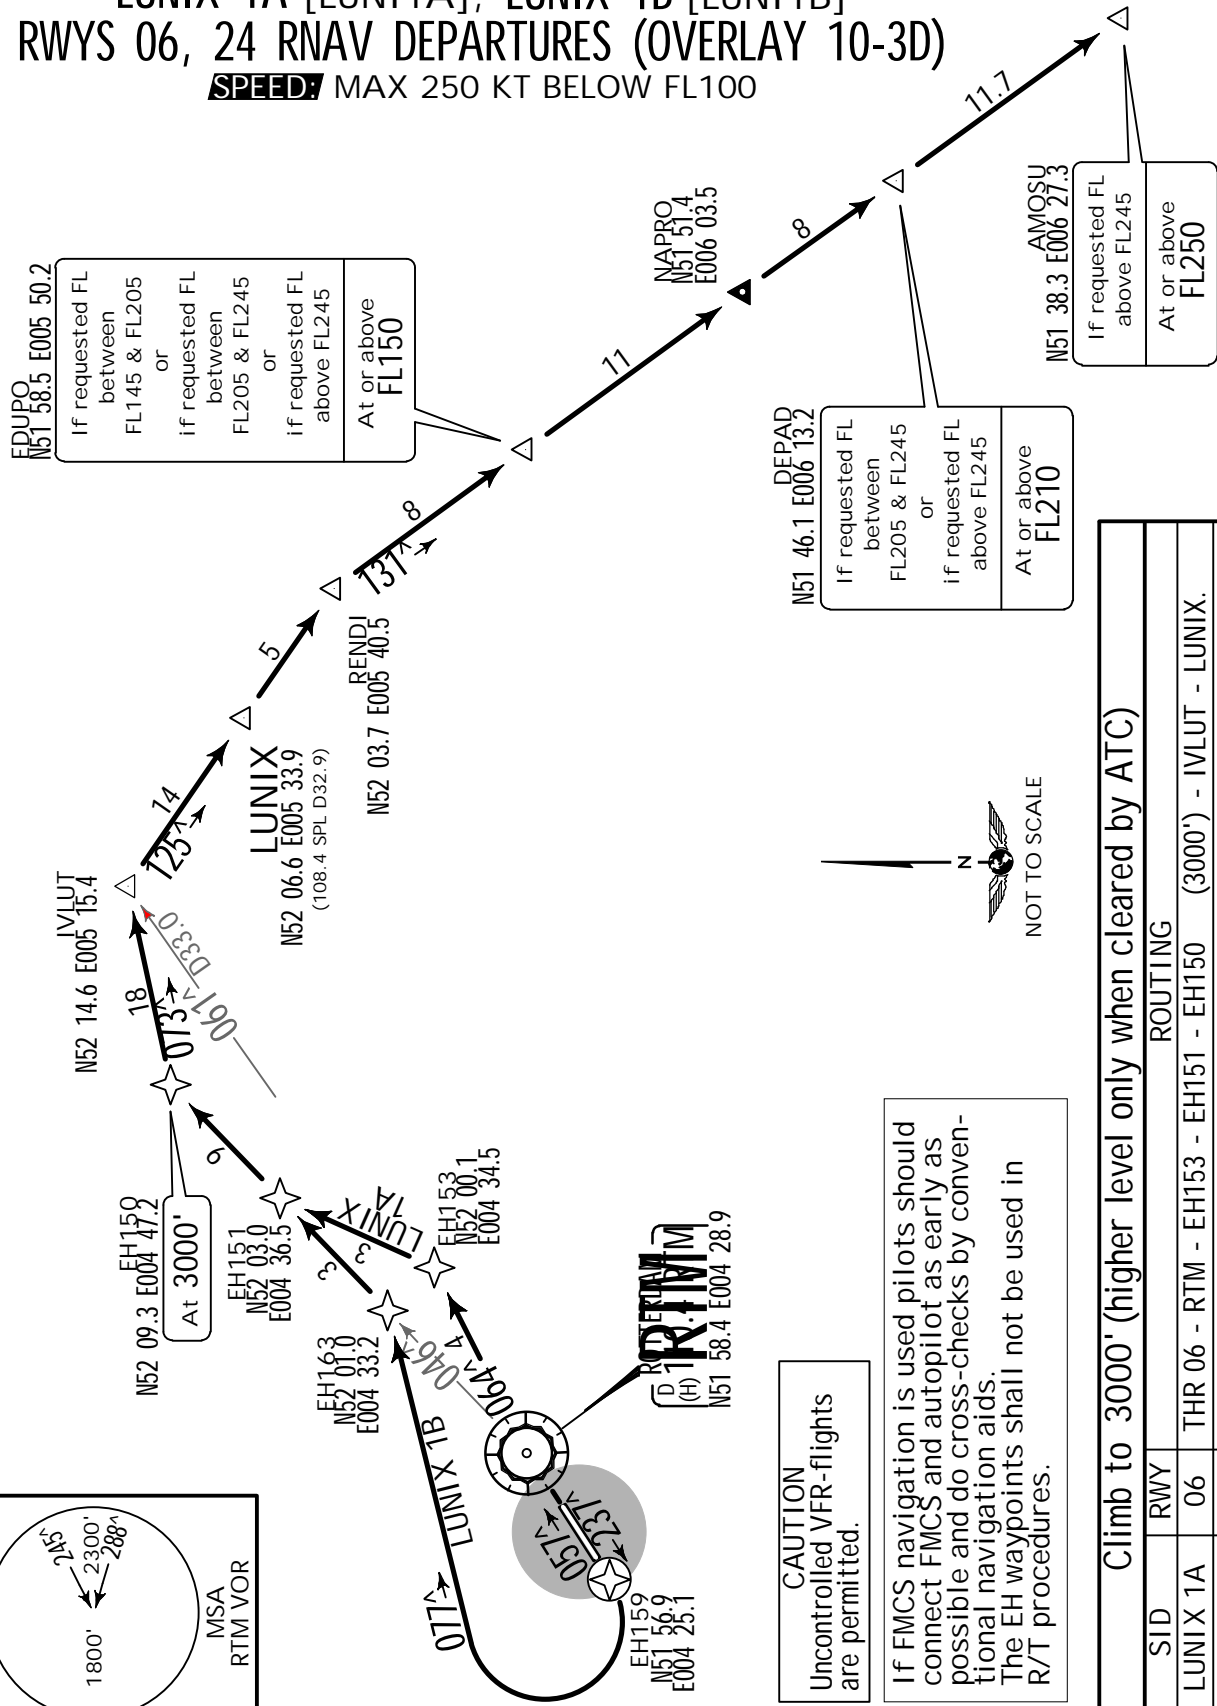 LUNIX 1A [LUNI1A], LUNIX 1B [LUNI1B]
RWYS 06, 24 RNAV DEPARTURES (OVERLAY 10-3D)
SPEED: MAX 250 KT BELOW FL100
11.7
AMOSU
N51 38.3 E006 27.3
If requested FL
above FL245
At or above
FL250
8
NAPRO
N51 51.4
E006 03.5
DEPAD
N51 46.1 E006 13.2
If requested FL
between
FL205 & FL245
or
if requested FL
above FL245
At or above
FL210
11
EDUPO
N51 58.5 E005 50.2
If requested FL
between
FL145 & FL205
or
if requested FL
between
FL205 & FL245
or
if requested FL
above FL245
At or above
FL150
8
131^
5
RENDI
N52 03.7 E005 40.5
14
125^
LUNIX
N52 06.6 E005 33.9
(108.4 SPL D32.9)
IVLUT
N52 14.6 E005 15.4
18
073^
061^
D33.0
EH150
N52 09.3 E004 47.2
At 3000'
9
EH151
N52 03.0
E004 36.5
3
3
LUNIX
1A
EH153
N52 00.1
E004 34.5
EH163
N52 01.0
E004 33.2
046^
4
064^
LUNIX 1B
077^
ROTTERDAM
D
(H)
RTM
N51 58.4 E004 28.9
057^
237^
EH159
N51 56.9
E004 25.1
245^
2300'
288^
1800'
MSA
RTM VOR
N
NOT TO SCALE
CAUTION
Uncontrolled VFR-flights
are permitted.
If FMCS navigation is used pilots should
connect FMCS and autopilot as early as
possible and do cross-checks by conven-
tional navigation aids.
The EH waypoints shall not be used in
R/T procedures.
Climb to 3000' (higher level only when cleared by ATC)
SID RWY ROUTING
LUNIX 1A 06 THR 06 - RTM - EH153 - EH151 - EH150 (3000') - IVLUT - LUNIX.